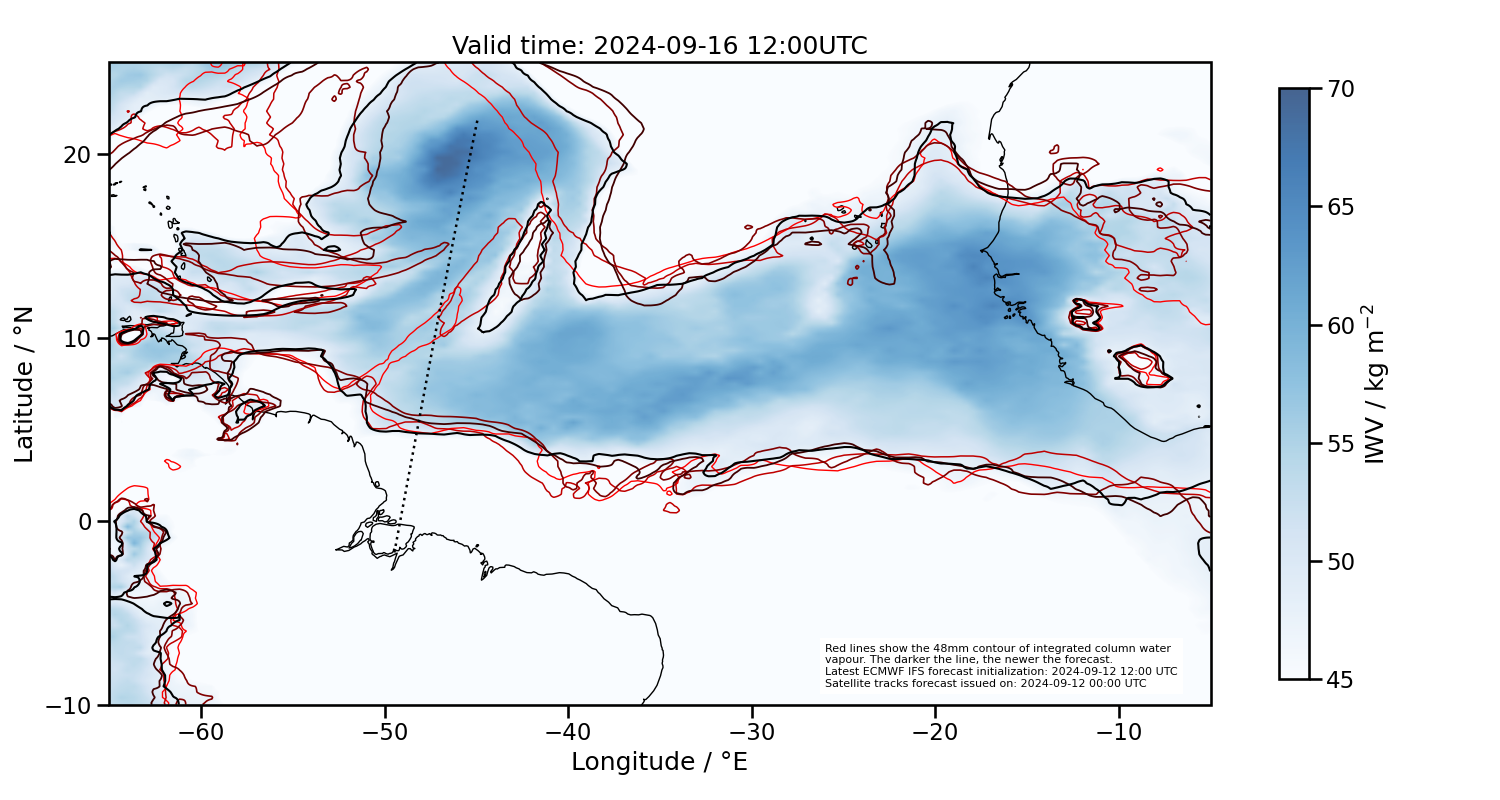 Valid time: 2024-09-16 12:00UTC
20
10
0
−10
Latitude / °N
−60
−50
−40
−30
−20
−10
Longitude / °E
70
65
60
55
50
45
IWV / kg m⁻²
Red lines show the 48mm contour of integrated column water
vapour. The darker the line, the newer the forecast.
Latest ECMWF IFS forecast initialization: 2024-09-12 12:00 UTC
Satellite tracks forecast issued on: 2024-09-12 00:00 UTC